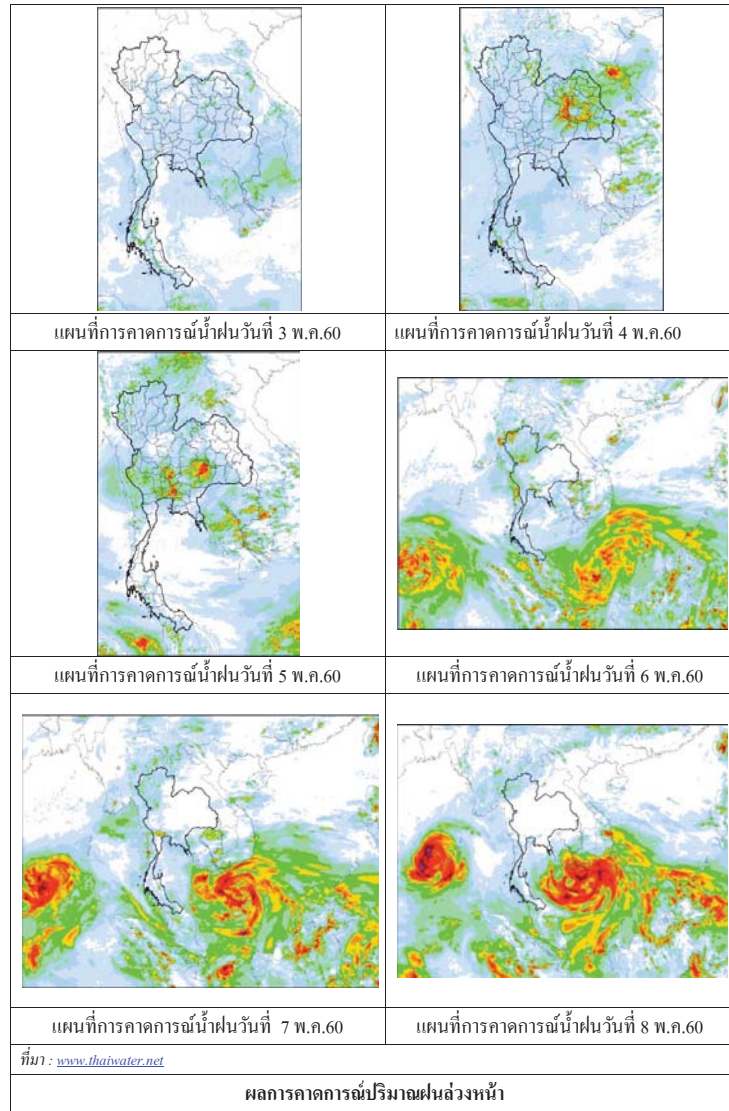 แผนที่การคาดการณ์น้ำฝนวันที่ 3 พ.ค.60
แผนที่การคาดการณ์น้ำฝนวันที่ 4 พ.ค.60
แผนที่การคาดการณ์น้ำฝนวันที่ 5 พ.ค.60
แผนที่การคาดการณ์น้ำฝนวันที่ 6 พ.ค.60
แผนที่การคาดการณ์น้ำฝนวันที่ 7 พ.ค.60
แผนที่การคาดการณ์น้ำฝนวันที่ 8 พ.ค.60
ที่มา : www.thaiwater.net
ผลการคาดการณ์ปริมาณฝนล่วงหน้า